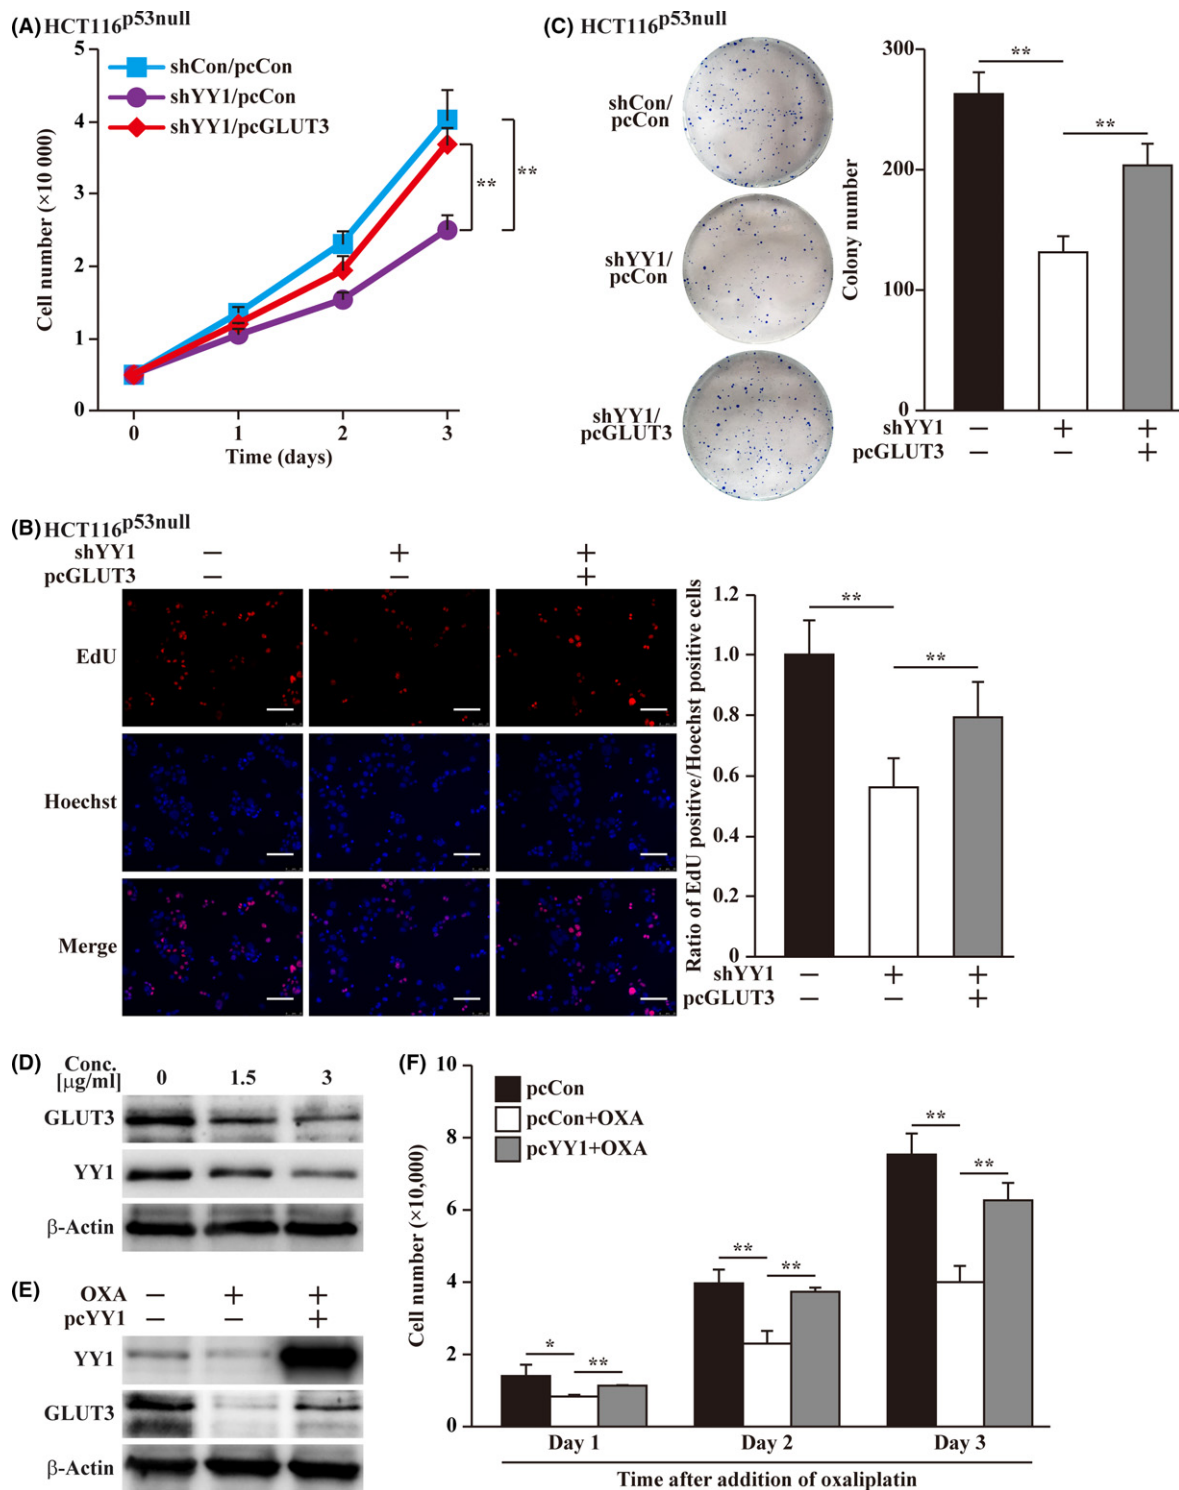 (A) HCT116p53null
5
4
3
2
1
0
Cell number (×10 000)
shCon/pcCon
shYY1/pcCon
shYY1/pcGLUT3
**
**
0 1 2 3
Time (days)
(C) HCT116p53null
shCon/
pcCon
shYY1/
pcCon
shYY1/
pcGLUT3
300
200
100
0
Colony number
**
**
shYY1 − + +
pcGLUT3 − − +
(B) HCT116p53null
shYY1 − + +
pcGLUT3 − − +
EdU
Hoechst
Merge
Ratio of EdU positive/Hoechst positive cells
1.2
1.0
0.8
0.6
0.4
0.2
0
**
**
shYY1 − + +
pcGLUT3 − − +
(D) Conc.
[μg/ml] 0 1.5 3
GLUT3
YY1
β-Actin
(E) OXA − + +
pcYY1 − − +
YY1
GLUT3
β-Actin
(F)
10
8
6
4
2
0
Cell number (×10,000)
pcCon
pcCon+OXA
pcYY1+OXA
* **
** **
** **
Day 1 Day 2 Day 3
Time after addition of oxaliplatin